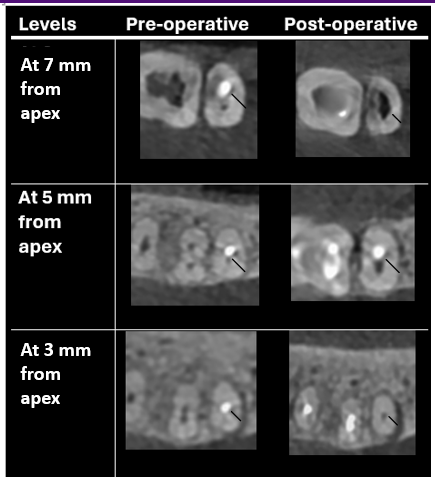 Levels Pre-operative Post-operative
At 7 mm
from
apex
At 5 mm
from
apex
At 3 mm
from
apex